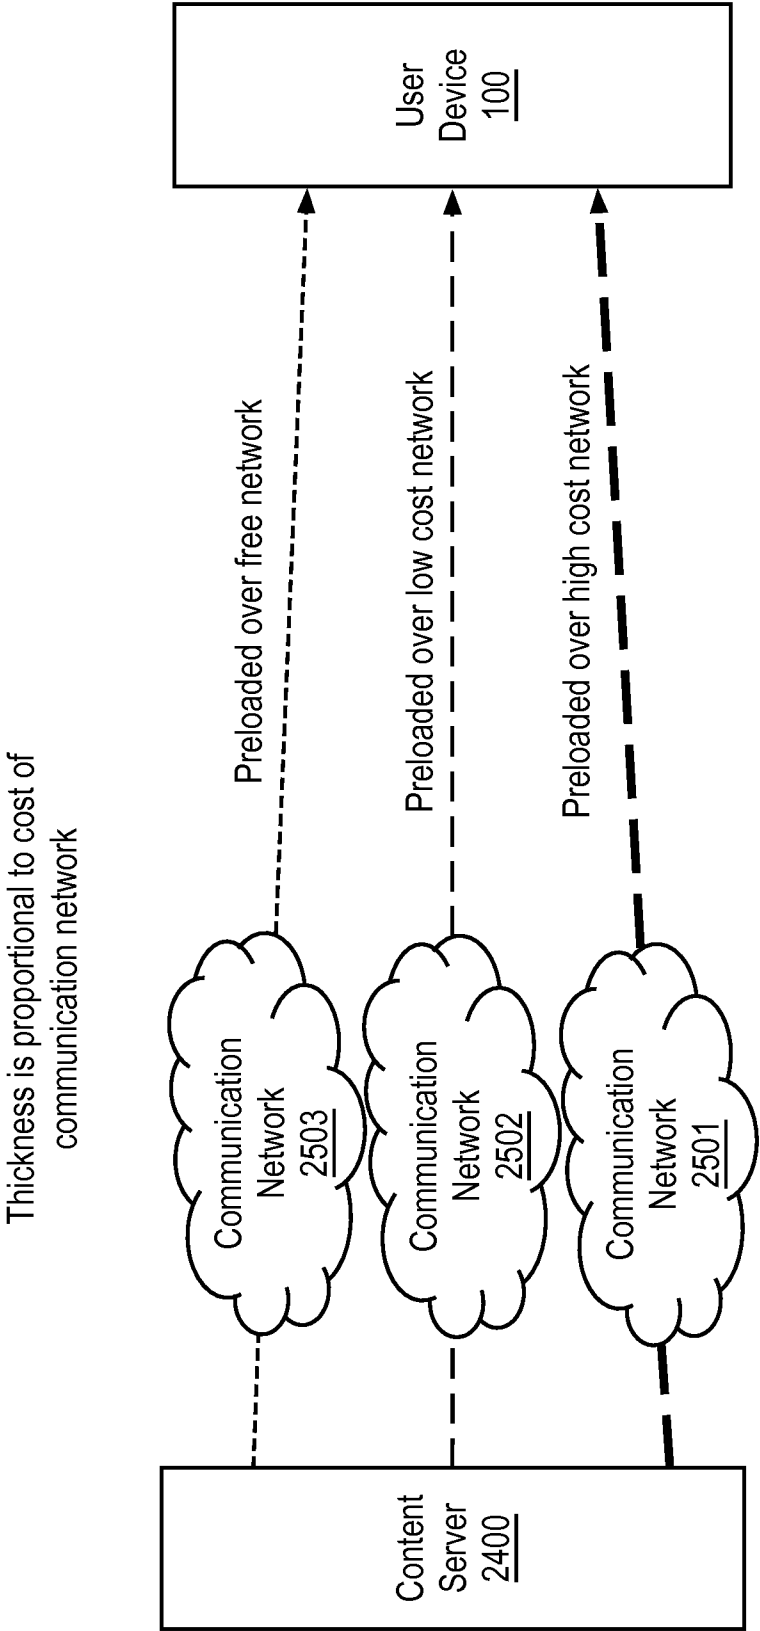 Thickness is proportional to cost of
communication network
Content
Server
2400
Communication
Network
2503
Preloaded over free network
Communication
Network
2502
Preloaded over low cost network
Communication
Network
2501
Preloaded over high cost network
User
Device
100